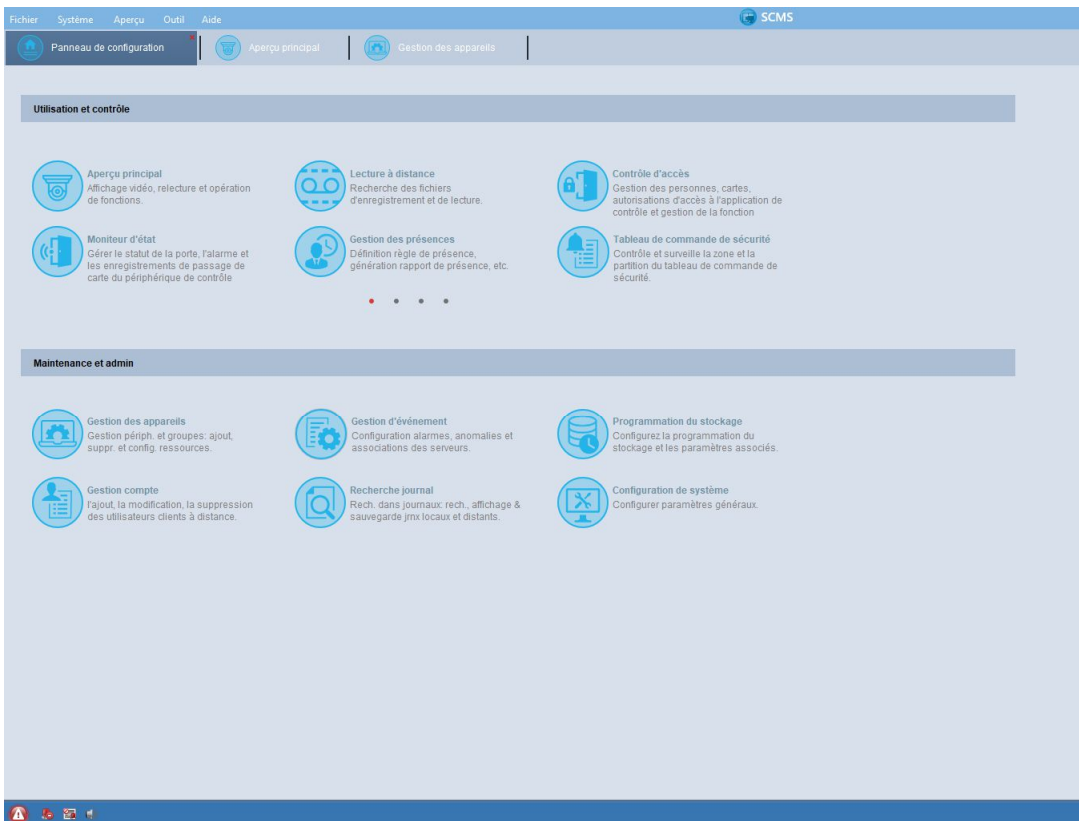 Fichier Système Aperçu Outil Aide
SCMS
Panneau de configuration
Aperçu principal
Gestion des appareils
Utilisation et contrôle
Aperçu principal
Affichage vidéo, relecture et opération
de fonctions.
Lecture à distance
Recherche des fichiers
d'enregistrement et de lecture.
Contrôle d'accès
Gestion des personnes, cartes,
autorisations d'accès à l'application de
contrôle et gestion de la fonction
Moniteur d'état
Gérer le statut de la porte, l'alarme et
les enregistrements de passage de
carte du périphérique de contrôle
Gestion des présences
Définition règle de présence,
génération rapport de présence, etc.
Tableau de commande de sécurité
Contrôle et surveille la zone et la
partition du tableau de commande de
sécurité.
Maintenance et admin
Gestion des appareils
Gestion périph. et groupes: ajout,
suppr. et config. ressources.
Gestion d'événement
Configuration alarmes, anomalies et
associations des serveurs.
Programmation du stockage
Configurez la programmation du
stockage et les paramètres associés.
Gestion compte
l'ajout, la modification, la suppression
des utilisateurs clients à distance.
Recherche journal
Rech. dans journaux: rech., affichage &
sauvegarde jrnx locaux et distants.
Configuration de système
Configurer paramètres généraux.